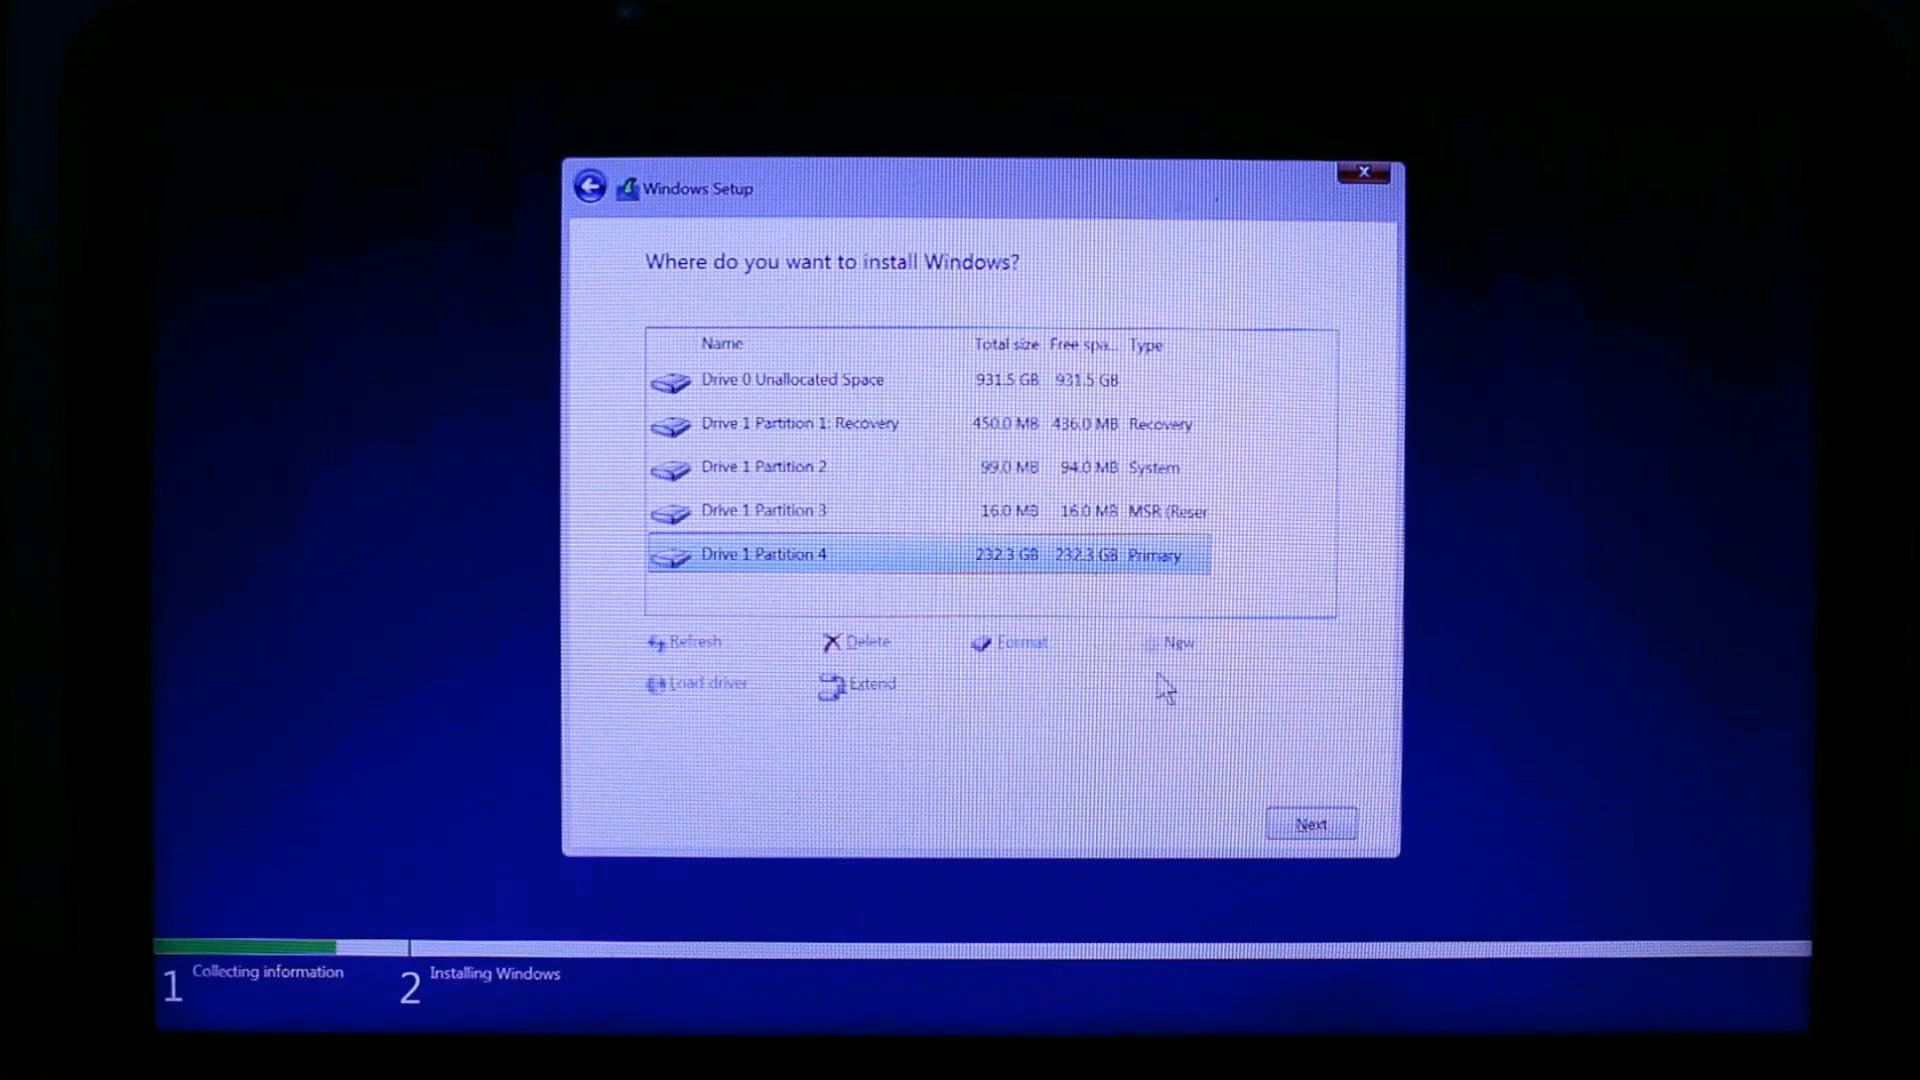 Windows Setup
x
Where do you want to install Windows?
Name Total size Free spa... Type
Drive 0 Unallocated Space 931.5 GB 931.5 GB
Drive 1 Partition 1: Recovery 450.0 MB 436.0 MB Recovery
Drive 1 Partition 2 99.0 MB 94.0 MB System
Drive 1 Partition 3 16.0 MB 16.0 MB MSR (Reser
Drive 1 Partition 4 232.3 GB 232.3 GB Primary
Refresh Delete Format New
Load driver Extend
Next
1 Collecting information 2 Installing Windows